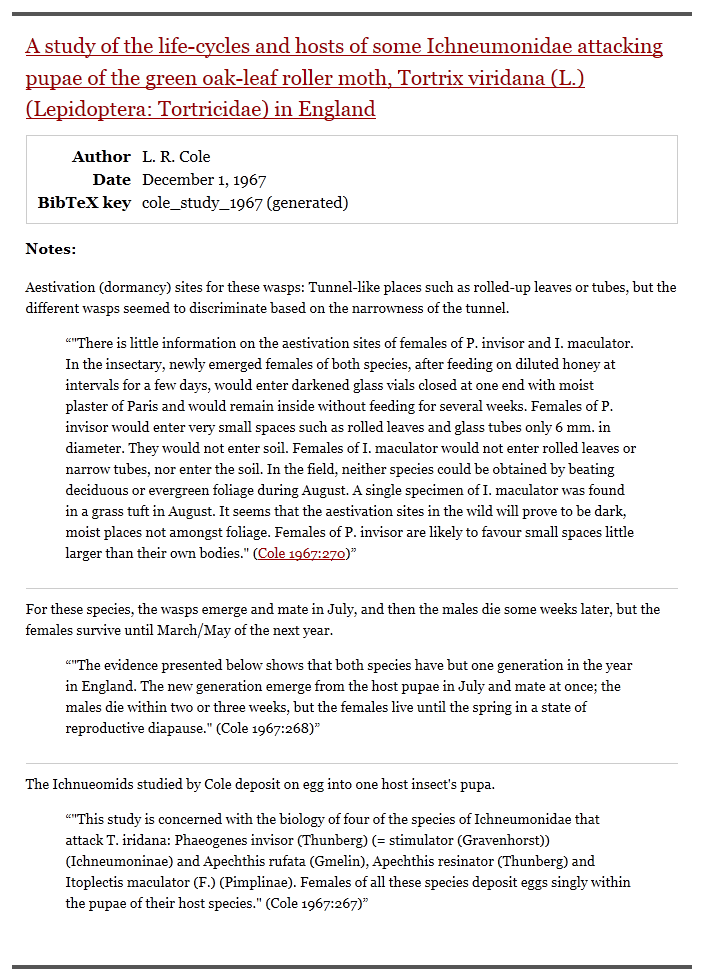 A study of the life-cycles and hosts of some Ichneumonidae attacking
pupae of the green oak-leaf roller moth, Tortrix viridana (L.)
(Lepidoptera: Tortricidae) in England
Author L. R. Cole
Date December 1, 1967
BibTeX key cole_study_1967 (generated)
Notes:
Aestivation (dormancy) sites for these wasps: Tunnel-like places such as rolled-up leaves or tubes, but the
different wasps seemed to discriminate based on the narrowness of the tunnel.
“"There is little information on the aestivation sites of females of P. invisor and I. maculator.
In the insectary, newly emerged females of both species, after feeding on diluted honey at
intervals for a few days, would enter darkened glass vials closed at one end with moist
plaster of Paris and would remain inside without feeding for several weeks. Females of P.
invisor would enter very small spaces such as rolled leaves and glass tubes only 6 mm. in
diameter. They would not enter soil. Females of I. maculator would not enter rolled leaves or
narrow tubes, nor enter the soil. In the field, neither species could be obtained by beating
deciduous or evergreen foliage during August. A single specimen of I. maculator was found
in a grass tuft in August. It seems that the aestivation sites in the wild will prove to be dark,
moist places not amongst foliage. Females of P. invisor are likely to favour small spaces little
larger than their own bodies." (Cole 1967:270)”
For these species, the wasps emerge and mate in July, and then the males die some weeks later, but the
females survive until March/May of the next year.
“"The evidence presented below shows that both species have but one generation in the year
in England. The new generation emerge from the host pupae in July and mate at once; the
males die within two or three weeks, but the females live until the spring in a state of
reproductive diapause." (Cole 1967:268)”
The Ichnueomids studied by Cole deposit on egg into one host insect's pupa.
“"This study is concerned with the biology of four of the species of Ichneumonidae that
attack T. iridana: Phaeogenes invisor (Thunberg) (= stimulator (Gravenhorst))
(Ichneumoninae) and Apechthis rufata (Gmelin), Apechthis resinator (Thunberg) and
Itoplectis maculator (F.) (Pimplinae). Females of all these species deposit eggs singly within
the pupae of their host species." (Cole 1967:267)”